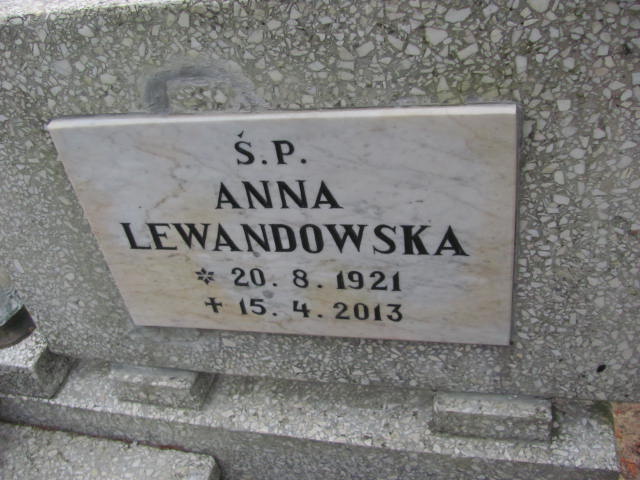 Ś.P.
ANNA
LEWANDOWSKA
* 20.8.1921
+ 15.4.2013